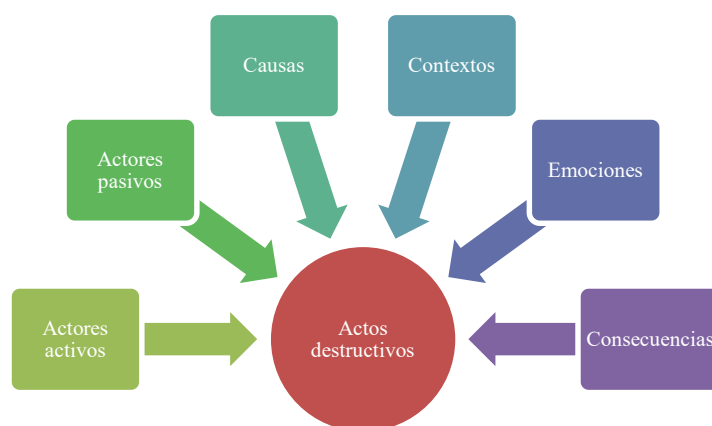 Causas
Contextos
Actores
pasivos
Emociones
Actores
activos
Actos
destructivos
Consecuencias